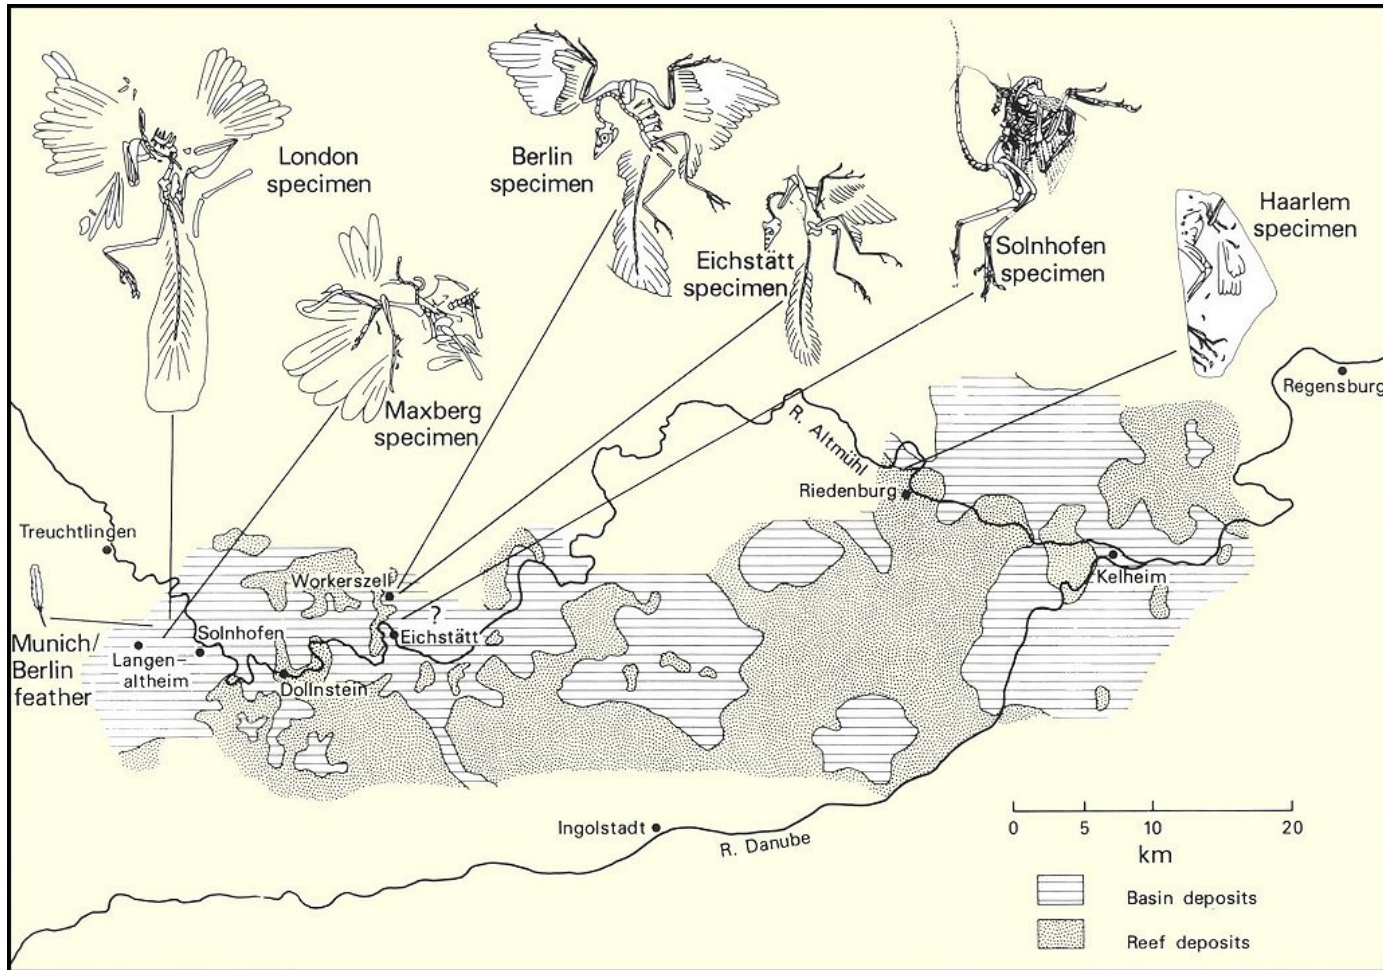 London
specimen
Berlin
specimen
Eichstätt
specimen
Solnhofen
specimen
Haarlem
specimen
Maxberg
specimen
Regensburg
R. Altmühl
Riedenburg
Treuchtlingen
Kelheim
Workerszell
?
Eichstätt
Solnhofen
Munich/
Berlin
feather
Langen-
altheim
Dollnstein
Ingolstadt
R. Danube
0 5 10 20
km
Basin deposits
Reef deposits